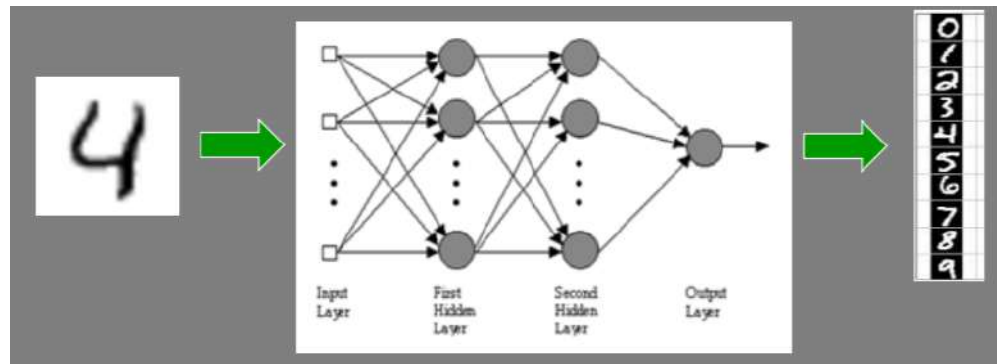 4
Input
Layer
First
Hidden
Layer
Second
Hidden
Layer
Output
Layer
0
1
2
3
4
5
6
7
8
9